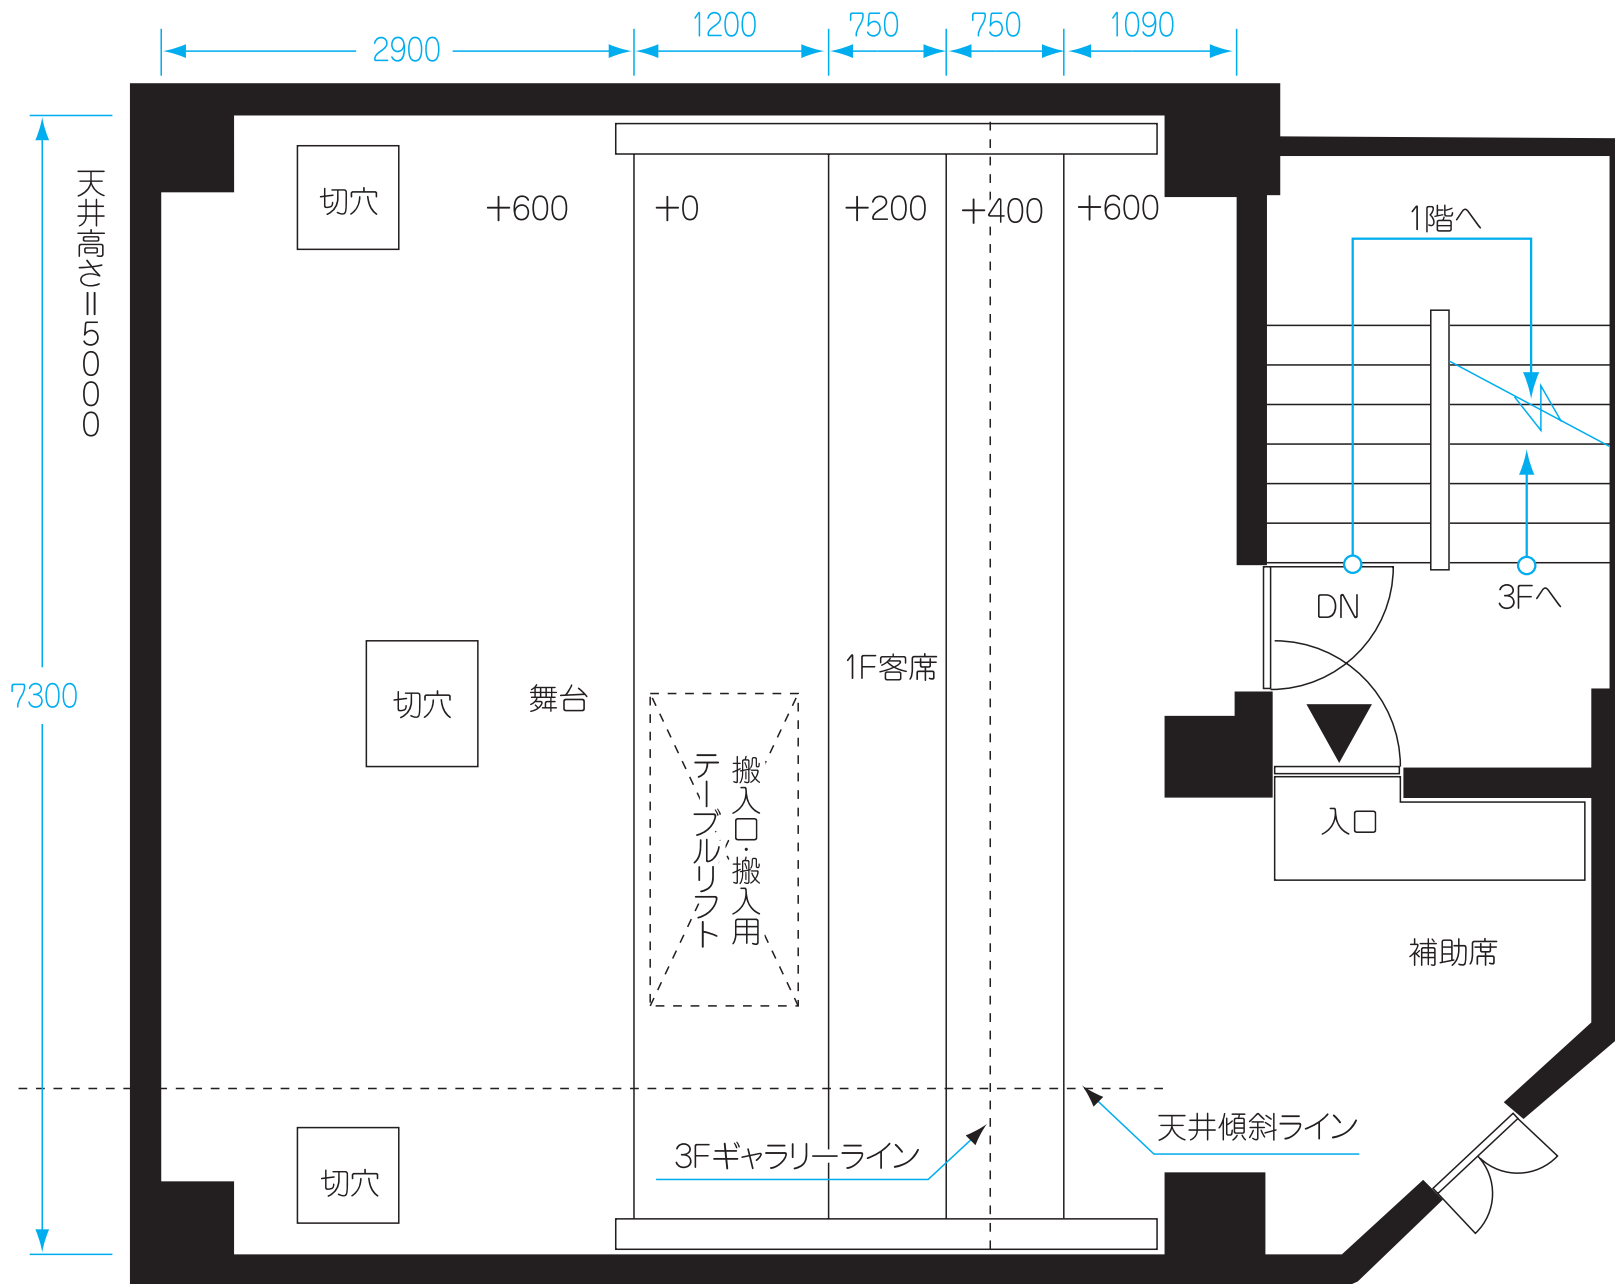 2900
1200
750
750
1090
7300
天井高さ=5000
切穴
+600
+0
+200
+400
+600
1階へ
DN
3Fへ
切穴
舞台
1F客席
搬入口・搬入用
テーブルリフト
入口
補助席
3Fギャラリーライン
天井傾斜ライン
切穴